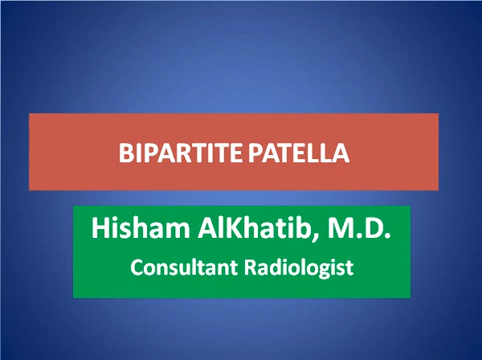 BIPARTITE PATELLA
Hisham AlKhatib, M.D.
Consultant Radiologist